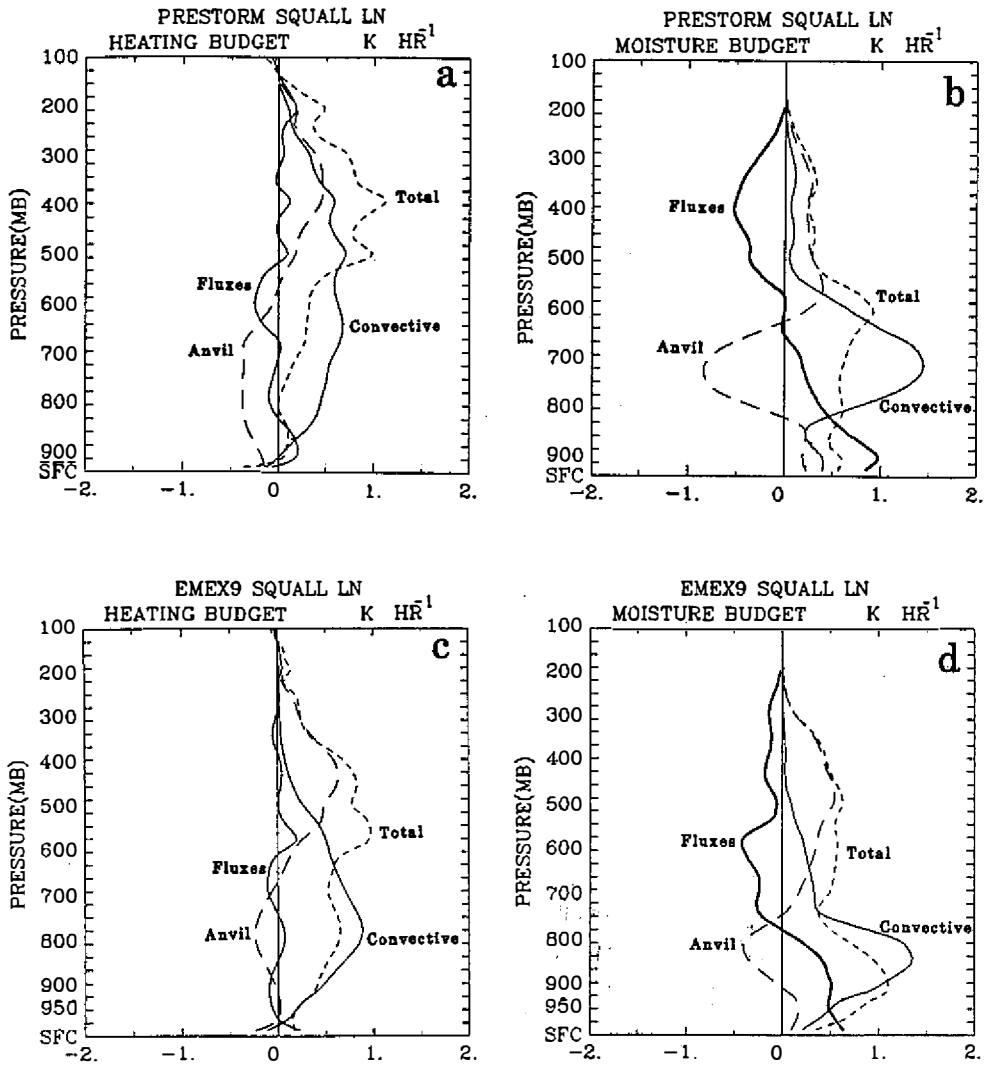 PRESTORM SQUALL LN
HEATING BUDGET K HR-1
a
PRESSURE(MB)
100
200
300
400
500
600
700
800
900
SFC
Total
Fluxes
Anvil
Convective
-2. -1. 0 1. 2.
PRESTORM SQUALL LN
MOISTURE BUDGET K HR-1
b
PRESSURE(MB)
100
200
300
400
500
600
700
800
900
SFC
Fluxes
Total
Anvil
Convective
-2. -1. 0 1. 2.
EMEX9 SQUALL LN
HEATING BUDGET K HR-1
c
PRESSURE(MB)
100
200
300
400
500
600
700
800
900
950
SFC
Total
Fluxes
Anvil
Convective
-2. -1. 0 1. 2.
EMEX9 SQUALL LN
MOISTURE BUDGET K HR-1
d
PRESSURE(MB)
100
200
300
400
500
600
700
800
900
950
SFC
Fluxes
Total
Anvil
Convective
-2. -1. 0 1. 2.